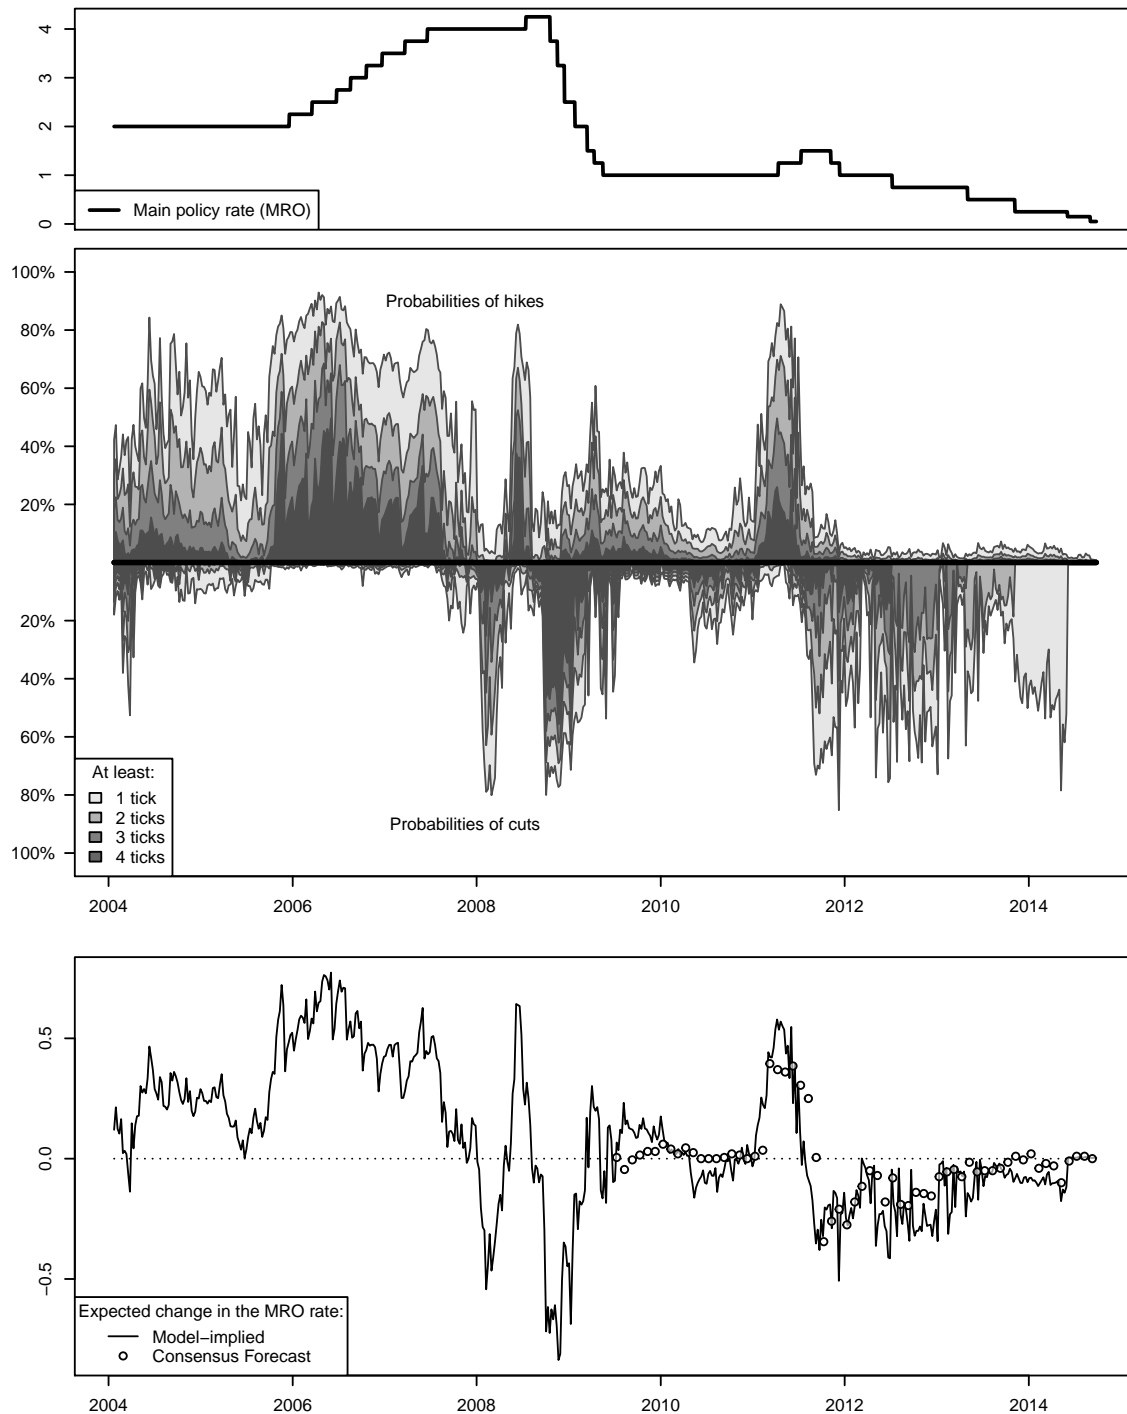 4
3
2
1
0
Main policy rate (MRO)
100%
80%
60%
40%
20%
20%
40%
60%
80%
100%
Probabilities of hikes
Probabilities of cuts
At least:
1 tick
2 ticks
3 ticks
4 ticks
2004 2006 2008 2010 2012 2014
0.5
0.0
−0.5
Expected change in the MRO rate:
Model−implied
Consensus Forecast
2004 2006 2008 2010 2012 2014